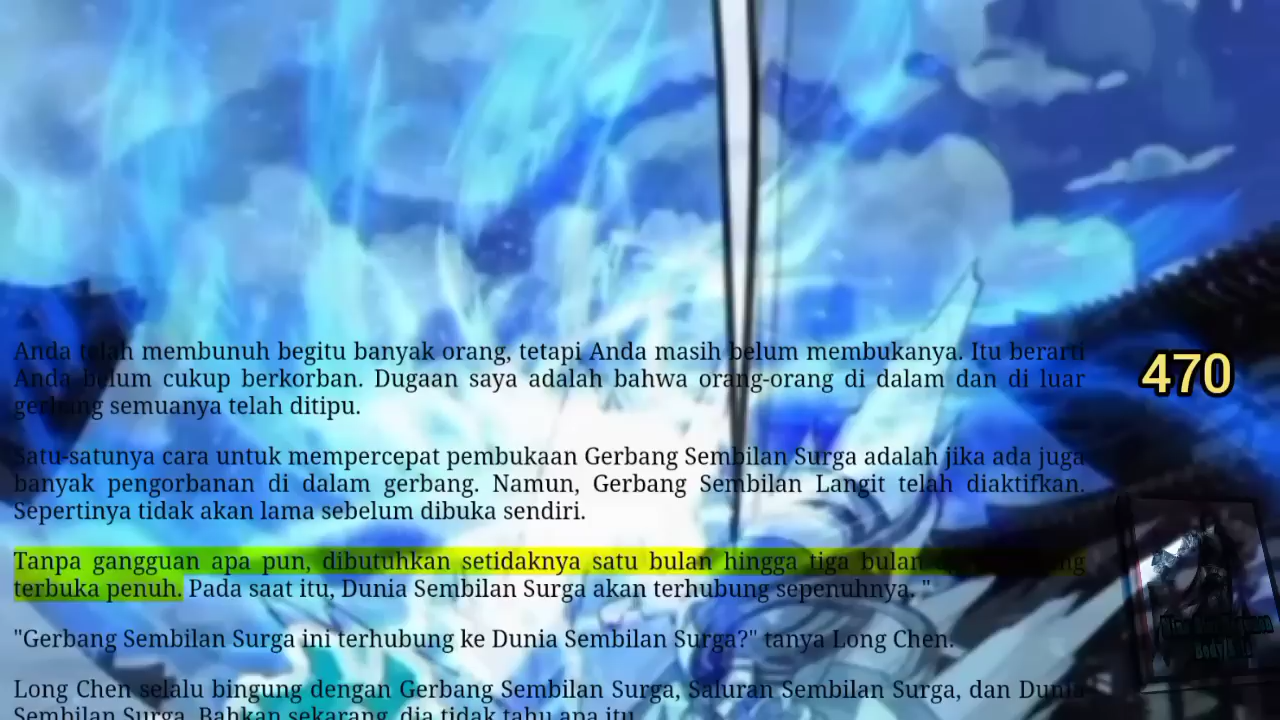 Anda telah membunuh begitu banyak orang, tetapi Anda masih belum membukanya. Itu berarti
Anda belum cukup berkorban. Dugaan saya adalah bahwa orang-orang di dalam dan di luar
gerbang semuanya telah ditipu.
Satu-satunya cara untuk mempercepat pembukaan Gerbang Sembilan Surga adalah jika ada juga
banyak pengorbanan di dalam gerbang. Namun, Gerbang Sembilan Langit telah diaktifkan.
Sepertinya tidak akan lama sebelum dibuka sendiri.
Tanpa gangguan apa pun, dibutuhkan setidaknya satu bulan hingga tiga bulan
terbuka penuh. Pada saat itu, Dunia Sembilan Surga akan terhubung sepenuhnya. "
"Gerbang Sembilan Surga ini terhubung ke Dunia Sembilan Surga?" tanya Long Chen.
Long Chen selalu bingung dengan Gerbang Sembilan Surga, Saluran Sembilan Surga, dan Dunia
Sembilan Surga. Bahkan sekarang, dia tidak tahu apa itu.
470